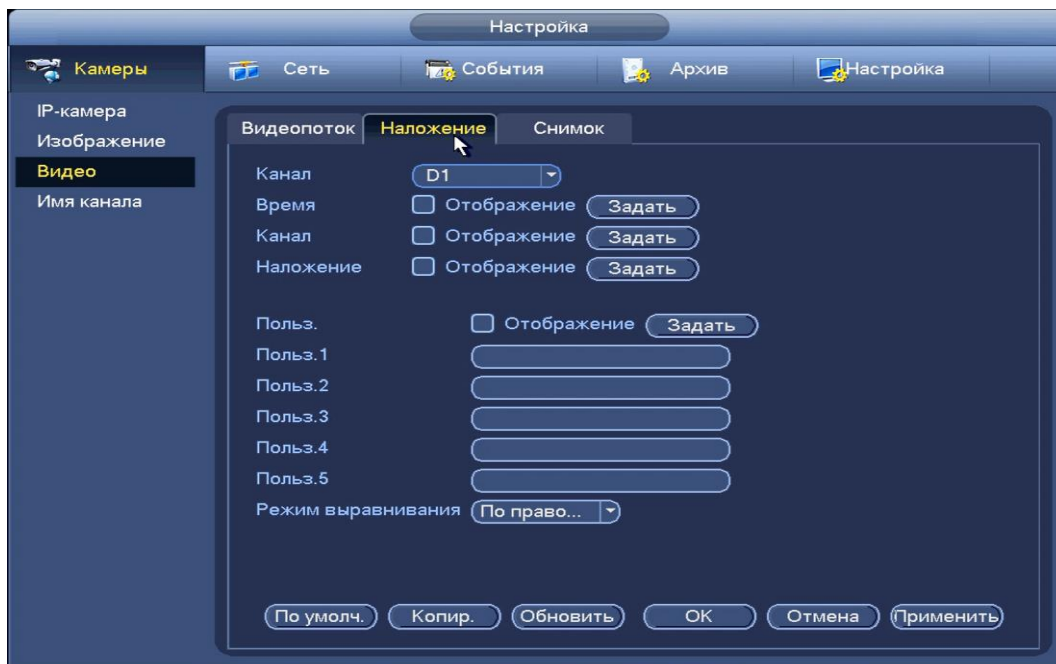 Настройка
Камеры Сеть События Архив Настройка
IP-камера
Изображение
Видео
Имя канала
Видеопоток Наложение Снимок
Канал D1
Время Отображение Задать
Канал Отображение Задать
Наложение Отображение Задать
Польз. Отображение Задать
Польз.1
Польз.2
Польз.3
Польз.4
Польз.5
Режим выравнивания По право...
По умолч. Копир. Обновить OK Отмена Применить